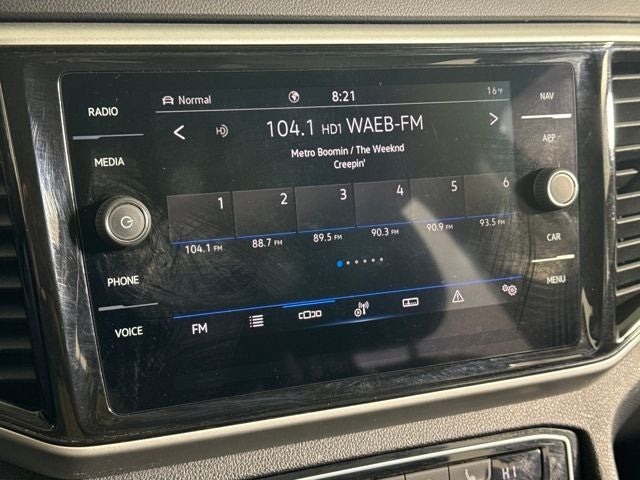 RADIO
MEDIA
PHONE
VOICE
Normal 8:21 16°F
104.1 HD1 WAEB-FM
Metro Boomin / The Weeknd
Creepin'
1 2 3 4 5 6
104.1 FM 88.7 FM 89.5 FM 90.3 FM 90.9 FM 93.5 FM
FM
NAV
APP
CAR
MENU
HI